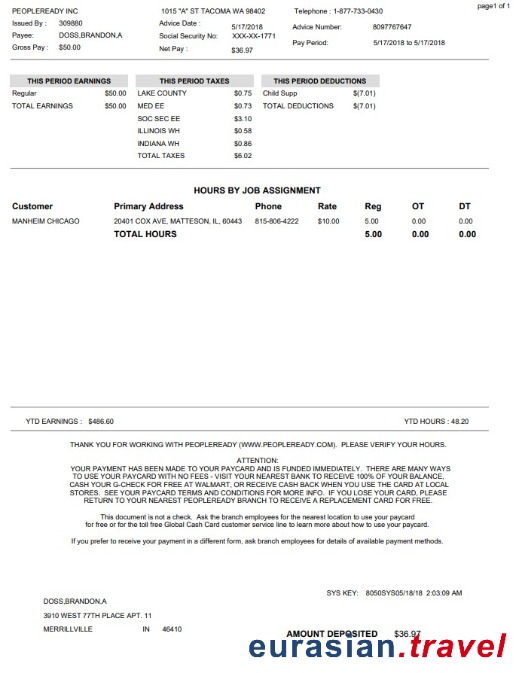 page1 of 1
PEOPLEREADY INC 1015 "A" ST TACOMA WA 98402 Telephone : 1-877-733-0430
Issued By : 309880 Advice Date : 5/17/2018 Advice Number: 8097767647
Payee: DOSS,BRANDON,A Social Security No: XXX-XX-1771
Gross Pay : $50.00 Net Pay : $36.97 Pay Period: 5/17/2018 to 5/17/2018
THIS PERIOD EARNINGS THIS PERIOD TAXES THIS PERIOD DEDUCTIONS
Regular $50.00 LAKE COUNTY $0.75 Child Supp $(7.01)
TOTAL EARNINGS $50.00 MED EE $0.73 TOTAL DEDUCTIONS $(7.01)
SOC SEC EE $3.10
ILLINOIS WH $0.58
INDIANA WH $0.86
TOTAL TAXES $6.02
HOURS BY JOB ASSIGNMENT
Customer Primary Address Phone Rate Reg OT DT
MANHEIM CHICAGO 20401 COX AVE, MATTESON, IL, 60443 815-806-4222 $10.00 5.00 0.00 0.00
TOTAL HOURS 5.00 0.00 0.00
YTD EARNINGS : $486.60 YTD HOURS : 48.20
THANK YOU FOR WORKING WITH PEOPLEREADY (WWW.PEOPLEREADY.COM). PLEASE VERIFY YOUR HOURS.
ATTENTION:
YOUR PAYMENT HAS BEEN MADE TO YOUR PAYCARD AND IS FUNDED IMMEDIATELY. THERE ARE MANY WAYS
TO USE YOUR PAYCARD WITH NO FEES - VISIT YOUR NEAREST BANK TO RECEIVE 100% OF YOUR BALANCE,
CASH YOUR G-CHECK FOR FREE AT WALMART, OR RECEIVE CASH BACK WHEN YOU USE THE CARD AT LOCAL
STORES. SEE YOUR PAYCARD TERMS AND CONDITIONS FOR MORE INFO. IF YOU LOSE YOUR CARD, PLEASE
RETURN TO YOUR NEAREST PEOPLEREADY BRANCH TO RECEIVE A REPLACEMENT CARD FOR FREE.
This document is not a check. Ask the branch employees for the nearest location to use your paycard
for free or for the toll free Global Cash Card customer service line to learn more about how to use your paycard.
If you prefer to receive your payment in a different form, ask branch employees for details of available payment methods.
SYS KEY: 8050SYS05/18/18 2:03:09 AM
DOSS,BRANDON,A
3910 WEST 77TH PLACE APT. 11
MERRILLVILLE IN 46410
AMOUNT DEPOSITED $36.97
eurasian.travel